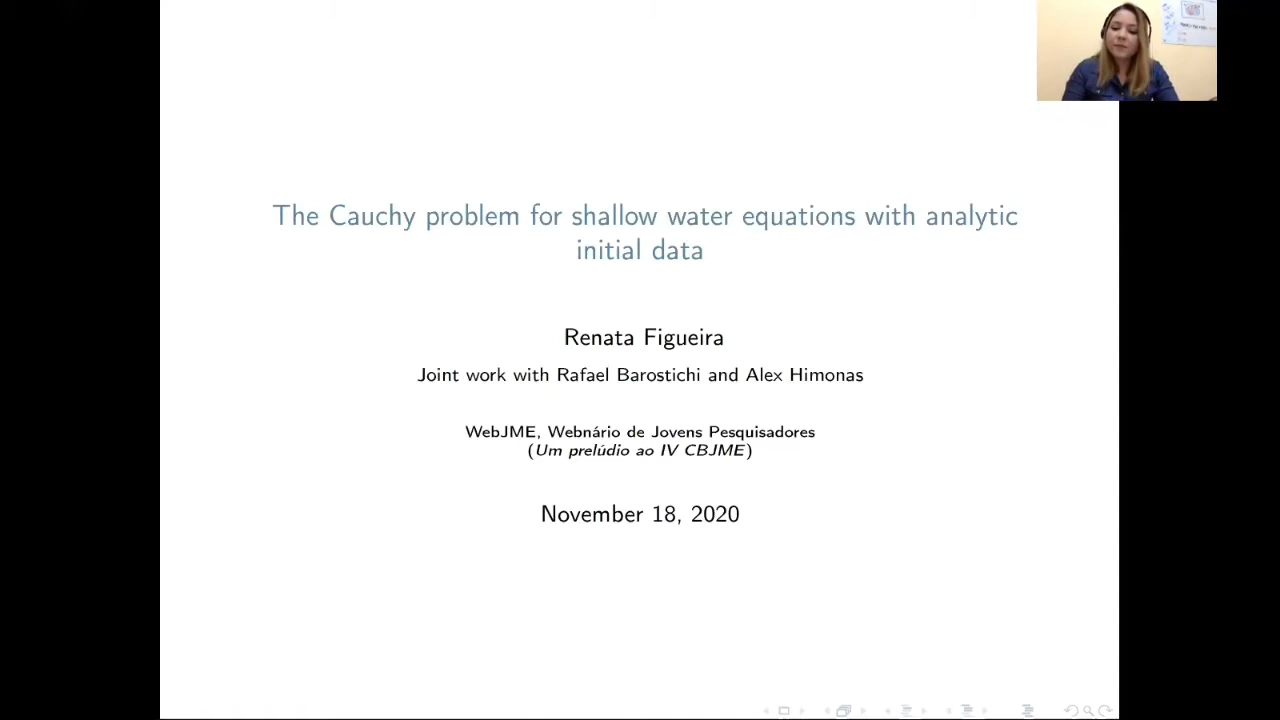 The Cauchy problem for shallow water equations with analytic
initial data
Renata Figueira
Joint work with Rafael Barostichi and Alex Himonas
WebJME, Webnário de Jovens Pesquisadores
(Um prelúdio ao IV CBJME)
November 18, 2020